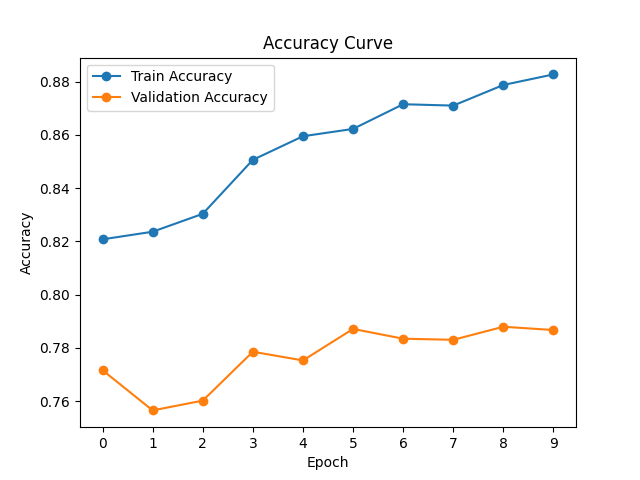 Accuracy Curve
Train Accuracy
Validation Accuracy
0.88
0.86
0.84
0.82
0.80
0.78
0.76
Accuracy
0 1 2 3 4 5 6 7 8 9
Epoch